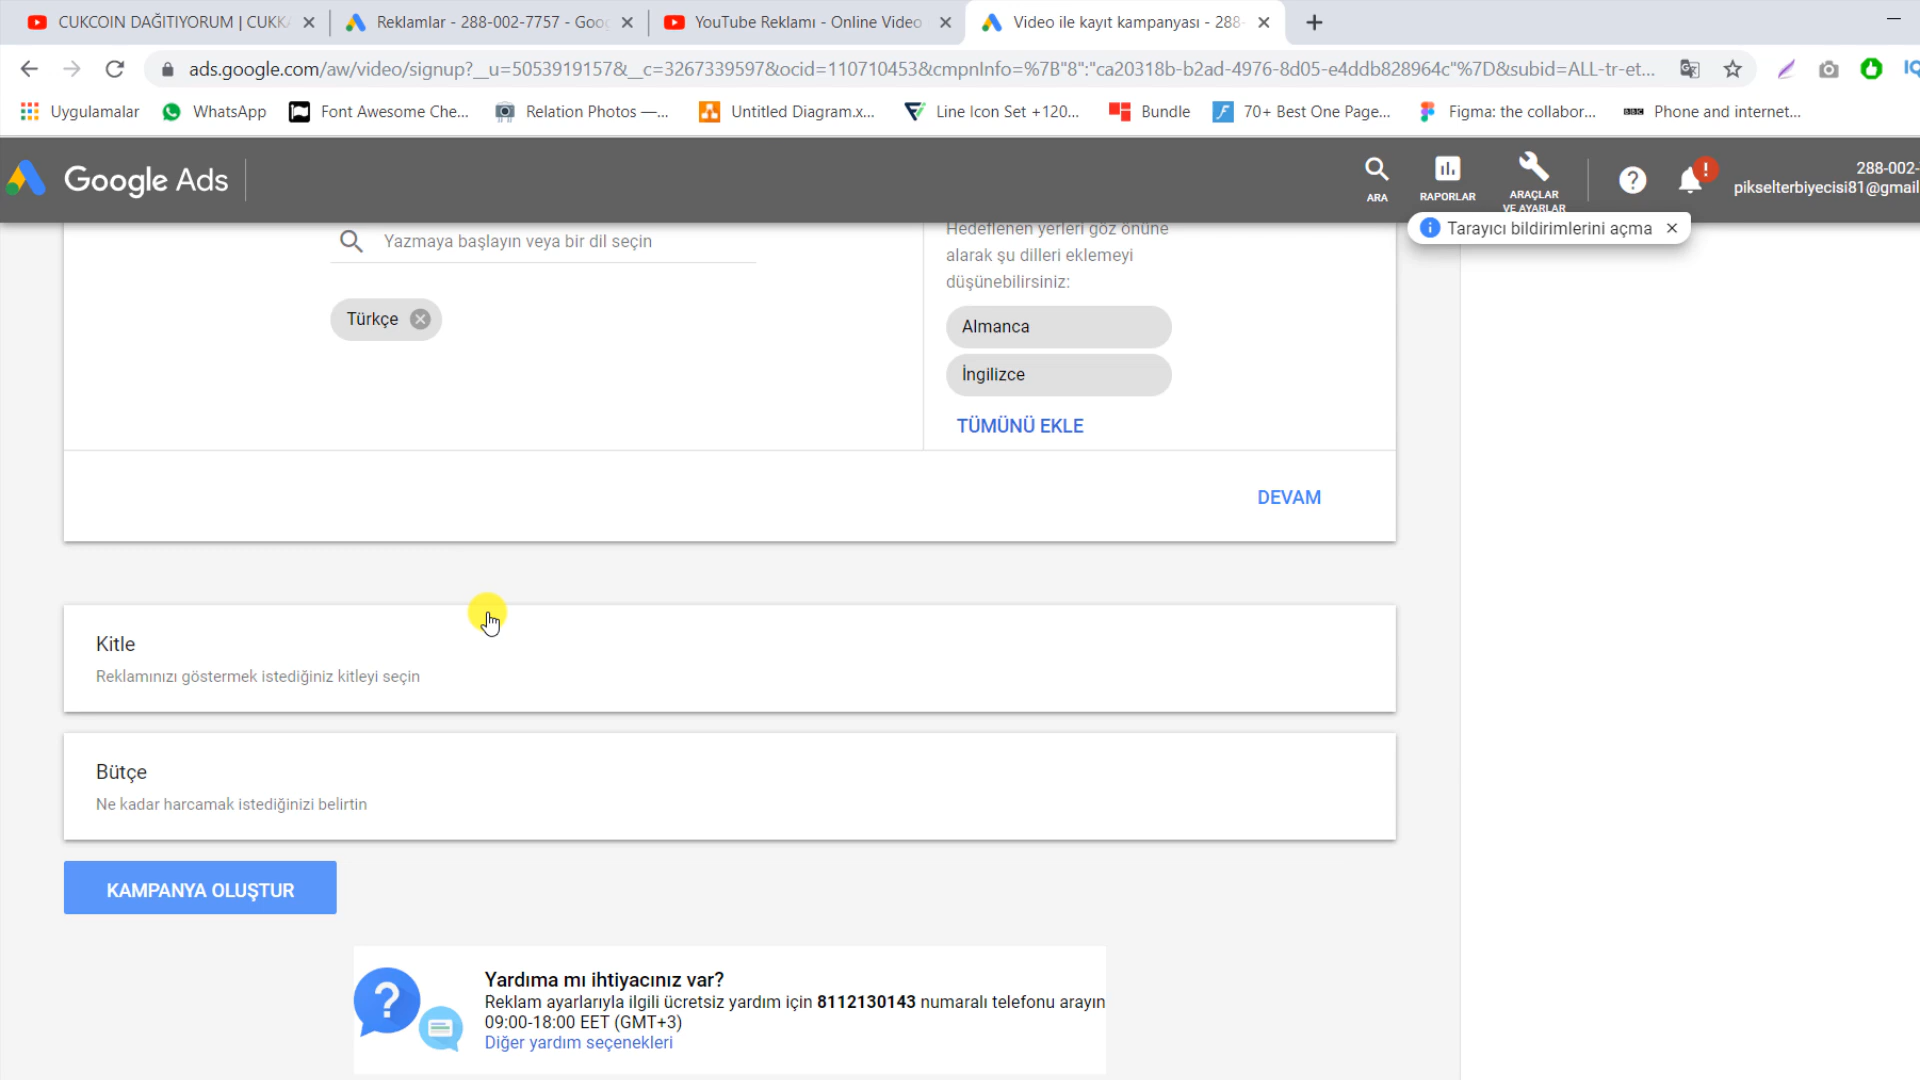 CUKCOIN DAĞITIYORUM | CUKK
Reklamlar - 288-002-7757 - Goog
YouTube Reklamı - Online Video
Video ile kayıt kampanyası - 288-
ads.google.com/aw/video/signup?__u=5053919157&__c=3267339597&ocid=110710453&cmpnInfo=%7B"8":"ca20318b-b2ad-4976-8d05-e4ddb828964c"%7D&subid=ALL-tr-et...
Uygulamalar
WhatsApp
Font Awesome Che...
Relation Photos —...
Untitled Diagram.x...
Line Icon Set +120...
Bundle
70+ Best One Page...
Figma: the collabor...
BBC
Phone and internet...
Google Ads
ARA
RAPORLAR
ARAÇLAR
VE AYARLAR
288-002-
pikselterbiyecisi81@gmail
Tarayıcı bildirimlerini açma
Yazmaya başlayın veya bir dil seçin
Türkçe
Hedeflenen yerleri göz önüne
alarak şu dilleri eklemeyi
düşünebilirsiniz:
Almanca
İngilizce
TÜMÜNÜ EKLE
DEVAM
Kitle
Reklamınızı göstermek istediğiniz kitleyi seçin
Bütçe
Ne kadar harcamak istediğinizi belirtin
KAMPANYA OLUŞTUR
Yardıma mı ihtiyacınız var?
Reklam ayarlarıyla ilgili ücretsiz yardım için 8112130143 numaralı telefonu arayın
09:00-18:00 EET (GMT+3)
Diğer yardım seçenekleri